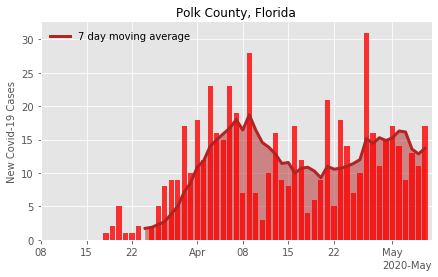 Polk County, Florida
7 day moving average
New Covid-19 Cases
30
25
20
15
10
5
0
08 15 22 Apr 08 15 22 May
2020-May